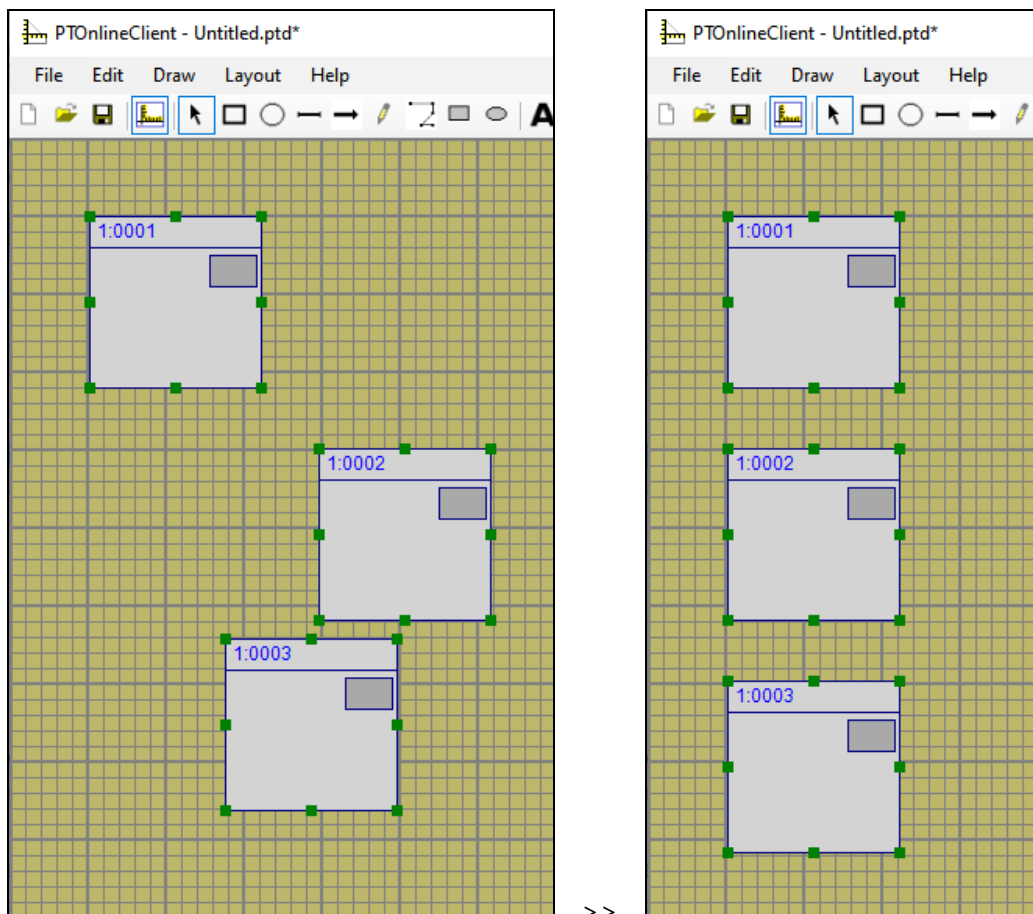 PTOnlineClient - Untitled.ptd*
File Edit Draw Layout Help
A
1:0001
1:0002
1:0003
>>
PTOnlineClient - Untitled.ptd*
File Edit Draw Layout Help
1:0001
1:0002
1:0003